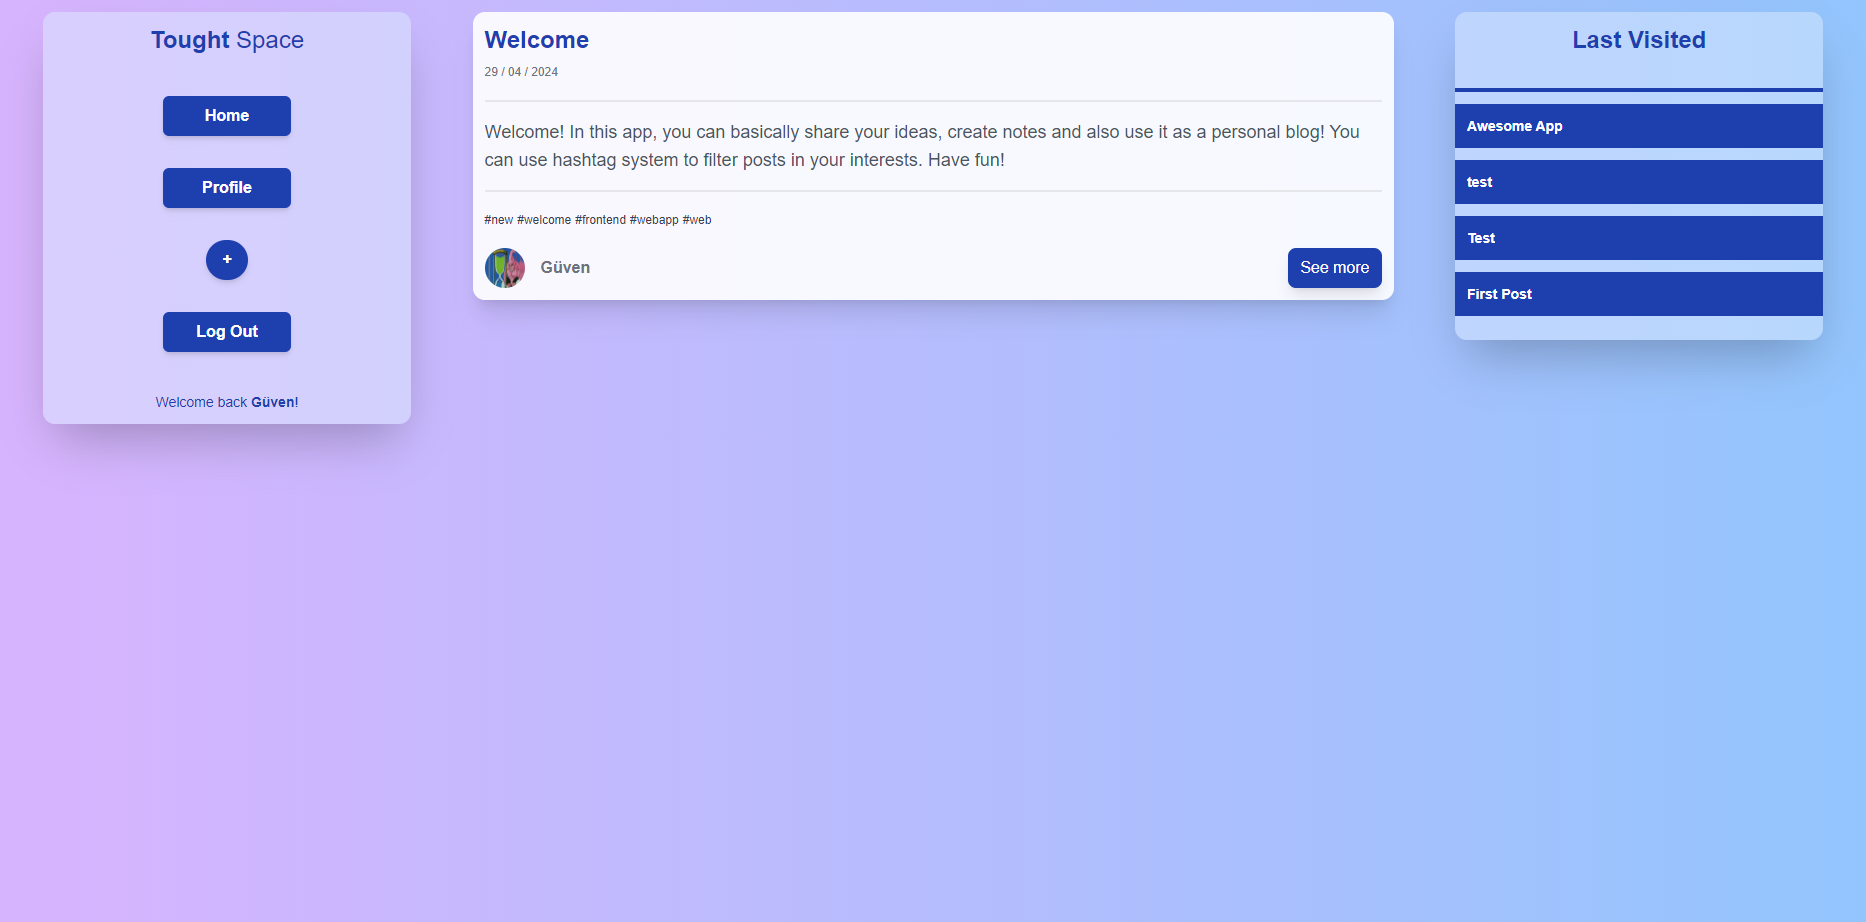 Tought Space
Home
Profile
+
Log Out
Welcome back Güven!
Welcome
29 / 04 / 2024
Welcome! In this app, you can basically share your ideas, create notes and also use it as a personal blog! You
can use hashtag system to filter posts in your interests. Have fun!
#new #welcome #frontend #webapp #web
Güven
See more
Last Visited
Awesome App
test
Test
First Post